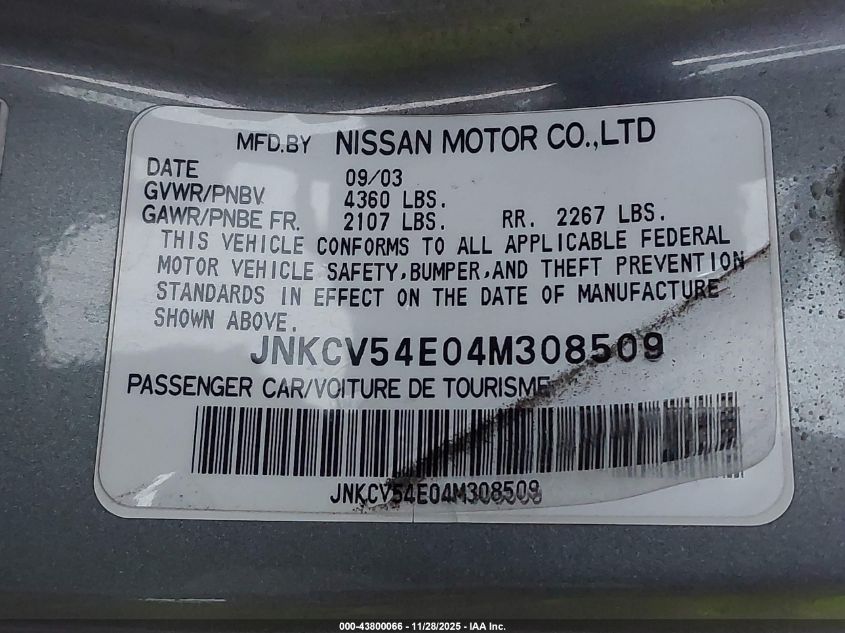 MFD.BY NISSAN MOTOR CO.,LTD
DATE 09/03
GVWR/PNBV 4360 LBS.
GAWR/PNBE FR. 2107 LBS. RR. 2267 LBS.
THIS VEHICLE CONFORMS TO ALL APPLICABLE FEDERAL
MOTOR VEHICLE SAFETY,BUMPER,AND THEFT PREVENTION
STANDARDS IN EFFECT ON THE DATE OF MANUFACTURE
SHOWN ABOVE.
JNKCV54E04M308509
PASSENGER CAR/VOITURE DE TOURISME
JNKCV54E04M308509
000-43800066 - 11/28/2025 - IAA Inc.